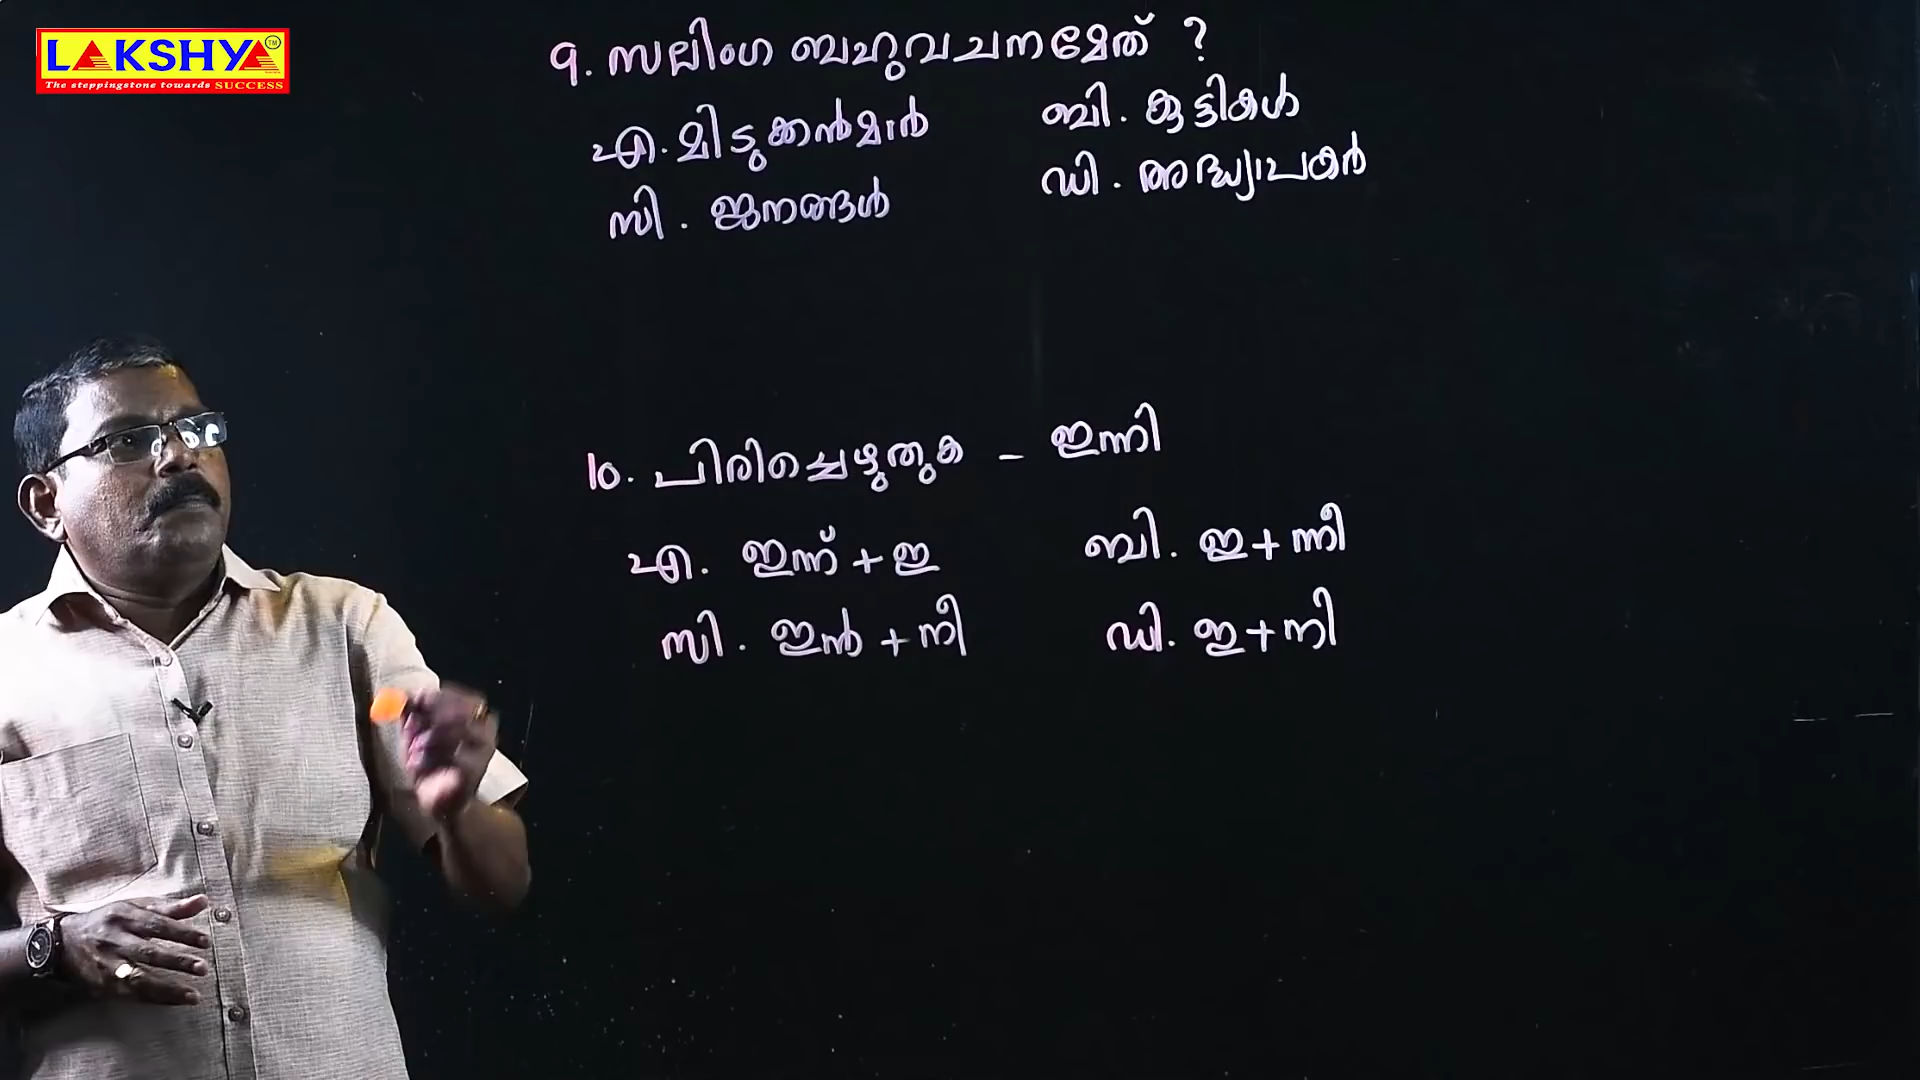 LAKSHYA TM
The steppingstone towards SUCCESS
9. സലിംഗ ബഹുവചനമേത് ?
എ. മിടുക്കൻമാർ ബി. കുട്ടികൾ
സി. ജനങ്ങൾ ഡി. അദ്ധ്യാപകർ
10. പിരിച്ചെഴുതുക - ഇന്നി
എ. ഇന്ന് + ഇ ബി. ഇ + ന്നീ
സി. ഇൻ + നീ ഡി. ഇ + നി